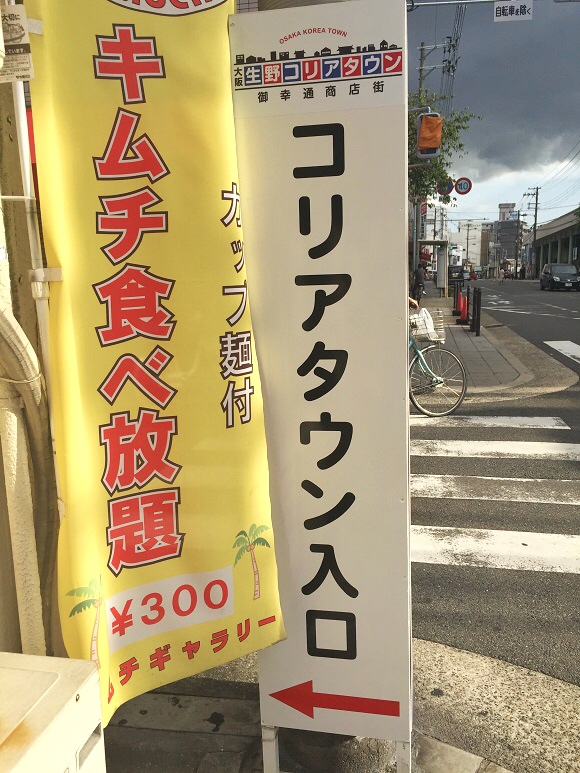 キムチ食べ放題
カップ麺付
¥300
ムチギャラリー
OSAKA KOREA TOWN
大阪
生野コリアタウン
御幸通商店街
コリアタウン入口
自転車を除く